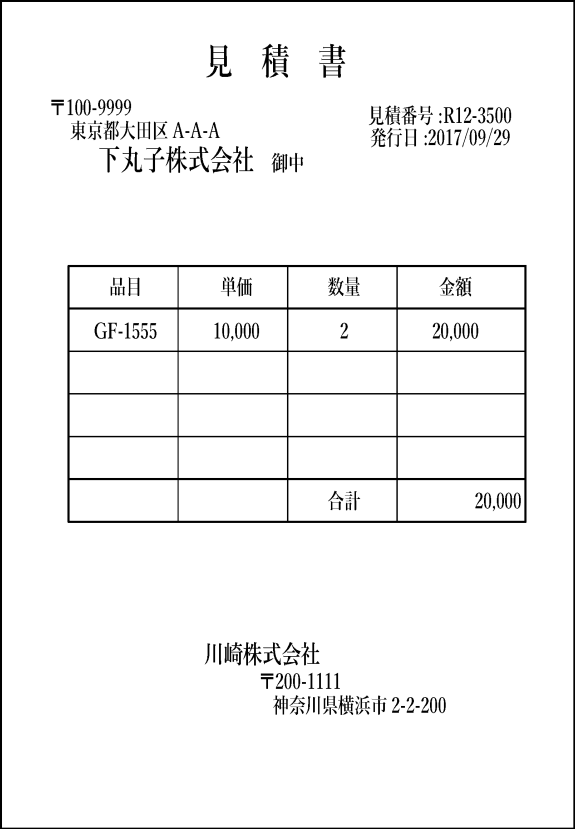 見積書
〒100-9999
東京都大田区 A-A-A
下丸子株式会社 御中
見積番号:R12-3500
発行日:2017/09/29
品目 単価 数量 金額
GF-1555 10,000 2 20,000
合計 20,000
川崎株式会社
〒200-1111
神奈川県横浜市 2-2-200